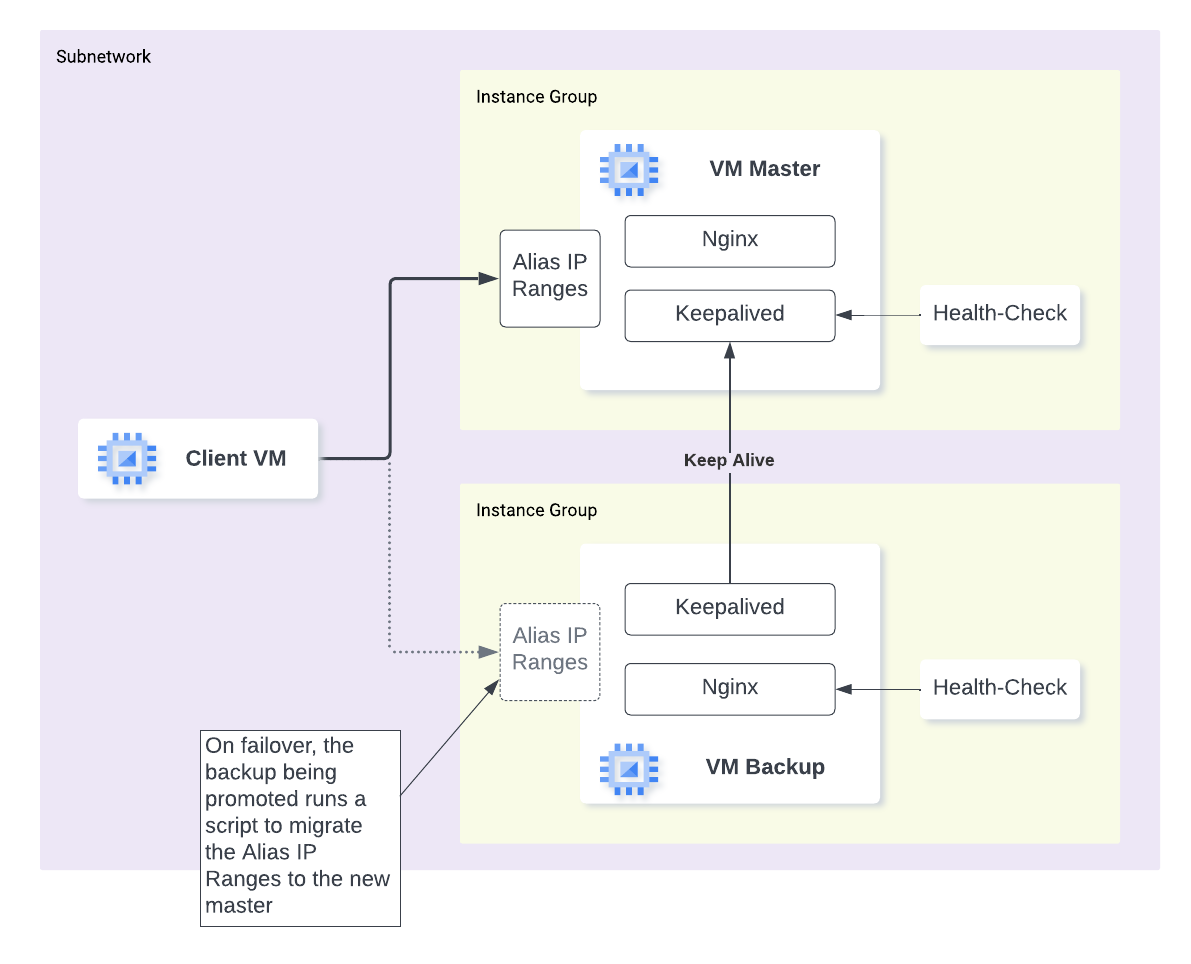 Subnetwork
Instance Group
VM Master
Nginx
Alias IP
Ranges
Keepalived
Health-Check
Client VM
Keep Alive
Instance Group
Keepalived
Alias IP
Ranges
Nginx
Health-Check
VM Backup
On failover, the
backup being
promoted runs a
script to migrate
the Alias IP
Ranges to the new
master